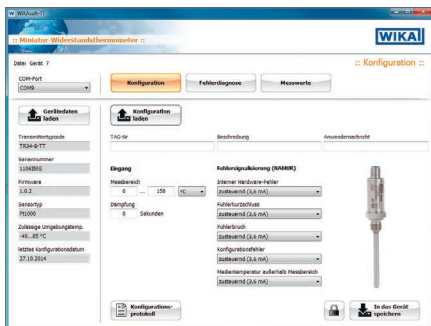 WIKAsoft-TT
:: Miniatur-Widerstandsthermometer ::
WIKA
Datei Gerät ?
:: Konfiguration ::
COM-Port
COM9
Konfiguration
Fehlerdiagnose
Messwerte
Gerätedaten laden
Konfiguration laden
Transmittertypcode
TR34-B-TT
TAG-Nr
Beschreibung
Anwendernachricht
Seriennummer
Firmware
1.0.2
Sensortyp
Pt1000
Zulässige Umgebungstemp.
-40...85 °C
letztes Konfigurationsdatum
27.10.2014
Eingang
Messbereich
0 ... 150 °C
Dämpfung
0 Sekunden
Fehlersignalisierung (NAMUR)
Interner Hardware-Fehler
zusteuernd (3,6 mA)
Fühlerkurzschluss
zusteuernd (3,6 mA)
Fühlerbruch
zusteuernd (3,6 mA)
Konfigurationsfehler
zusteuernd (3,6 mA)
Medientemperatur außerhalb Messbereich
zusteuernd (3,6 mA)
Konfigurations-
protokoll
In das Gerät
speichern